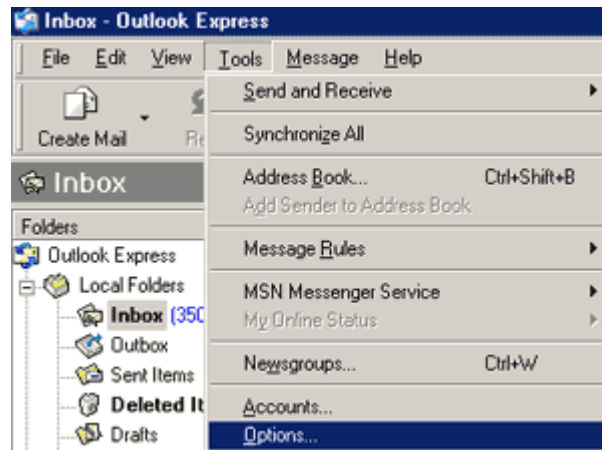 Inbox - Outlook Express
File Edit View Tools Message Help
Create Mail
Inbox
Folders
Outlook Express
Local Folders
Inbox (350
Outbox
Sent Items
Deleted It
Drafts
Send and Receive
Synchronize All
Address Book... Ctrl+Shift+B
Add Sender to Address Book
Message Rules
MSN Messenger Service
My Online Status
Newsgroups... Ctrl+W
Accounts...
Options...